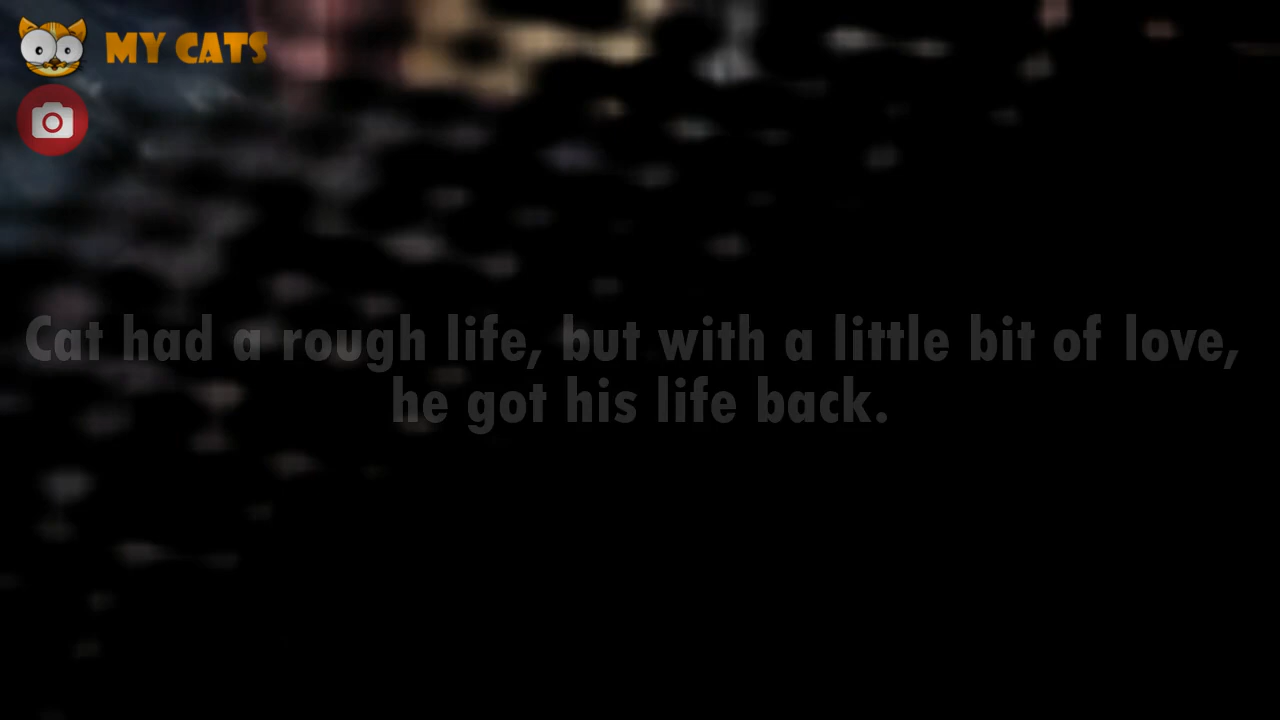 MY CATS
Cat had a rough life, but with a little bit of love,
he got his life back.